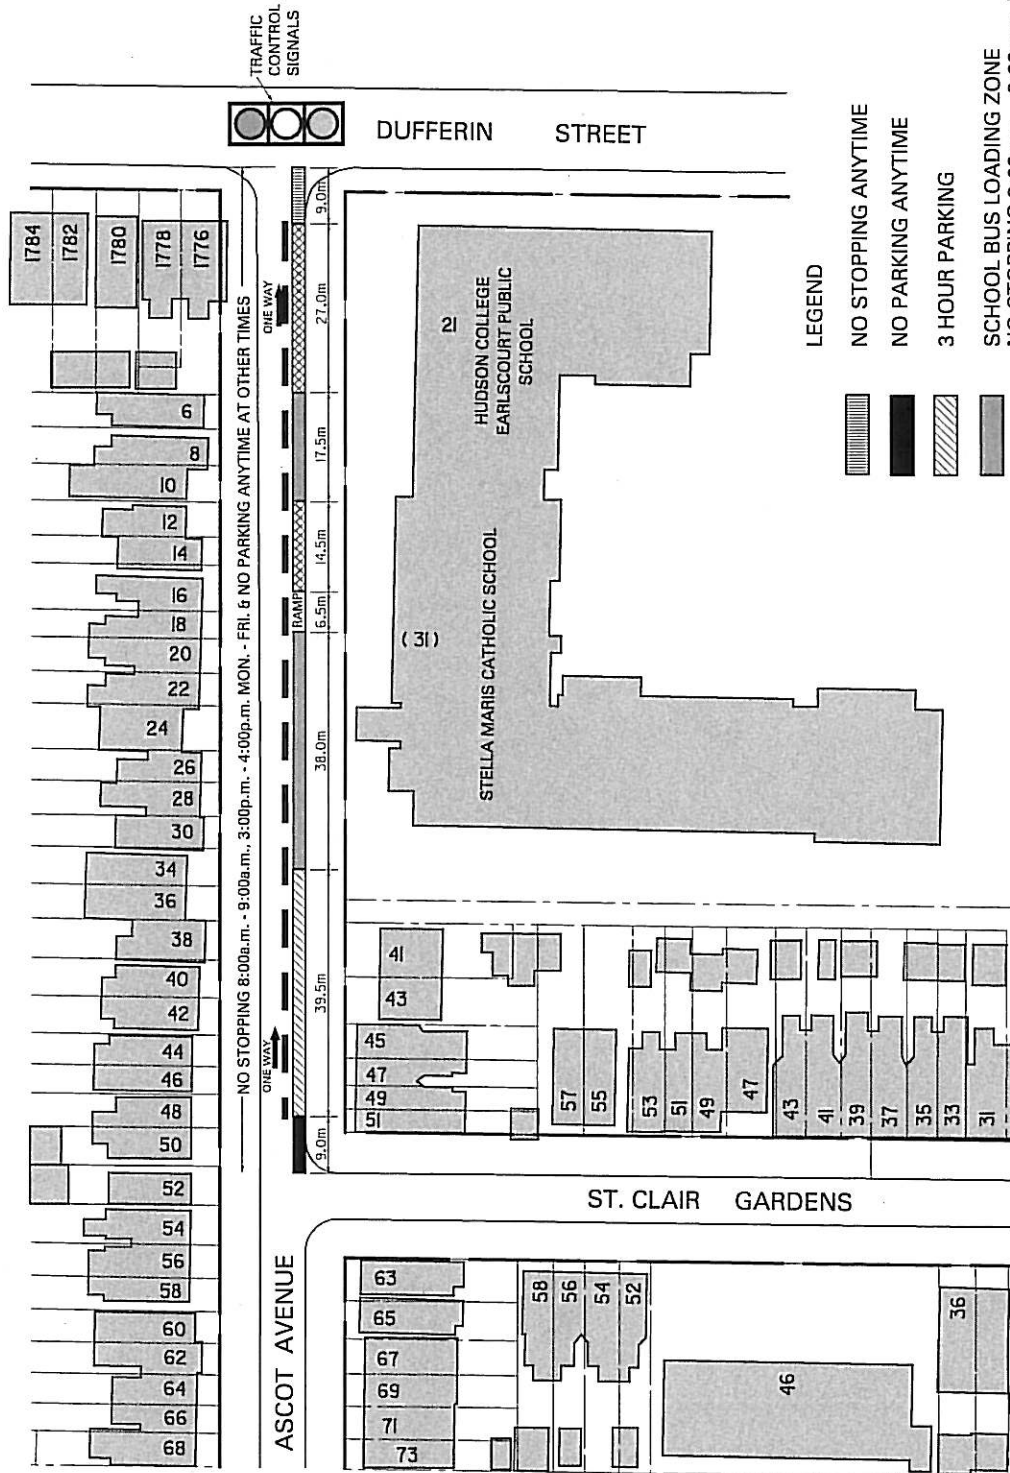 TRAFFIC
CONTROL
SIGNALS
DUFFERIN STREET
1784
1782
1780
1778
1776
6
8
10
12
14
16
18
20
22
24
26
28
30
34
36
38
40
42
44
46
48
50
52
54
56
58
60
62
64
66
68
NO STOPPING 8:00a.m. - 9:00a.m., 3:00p.m. - 4:00p.m. MON. - FRI. & NO PARKING ANYTIME AT OTHER TIMES
ONE WAY
ONE WAY
RAMP
9.0m
27.0m
17.5m
14.5m
6.5m
38.0m
39.5m
9.0m
21
HUDSON COLLEGE
EARLSCOURT PUBLIC
SCHOOL
(31)
STELLA MARIS CATHOLIC SCHOOL
41
43
45
47
49
51
57
55
53
51
49
47
43
41
39
37
35
33
31
ST. CLAIR GARDENS
ASCOT AVENUE
63
65
67
69
71
73
58
56
54
52
46
36
LEGEND
NO STOPPING ANYTIME
NO PARKING ANYTIME
3 HOUR PARKING
SCHOOL BUS LOADING ZONE